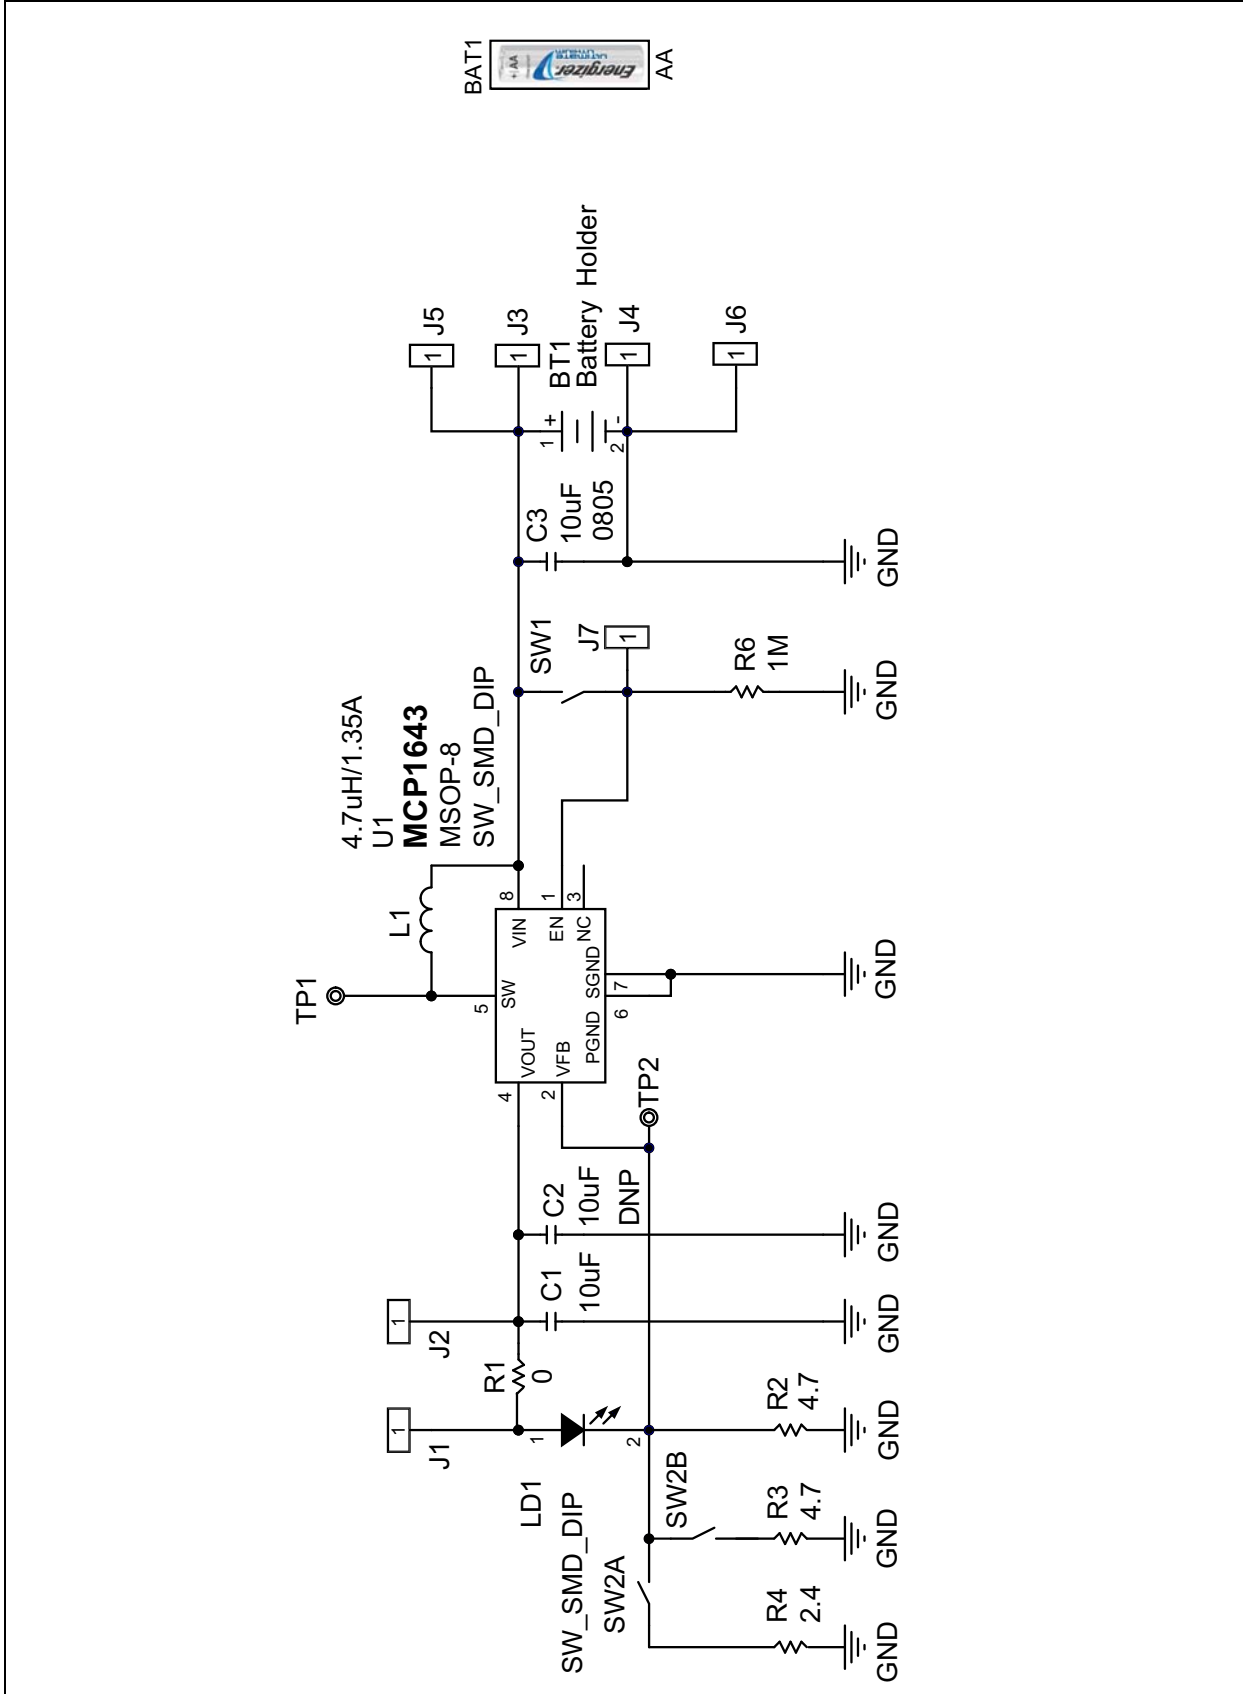 BAT1
+ AA
Energizer
ULTIMATE
LITHIUM
AA
1
J5
1
J3
1
+
BT1
Battery Holder
2
-
1
J4
1
J6
C3
10uF
0805
GND
SW1
J7
1
R6
1M
GND
4.7uH/1.35A
U1
MCP1643
MSOP-8
SW_SMD_DIP
L1
TP1
8
VIN
1
EN
3
NC
5
SW
SGND
7
PGND
6
GND
VOUT
4
VFB
2
TP2
C2
10uF
DNP
GND
C1
10uF
GND
1
J2
R1
0
1
J1
1
2
LD1
R2
4.7
GND
SW_SMD_DIP
SW2A
SW2B
R3
4.7
GND
R4
2.4
GND